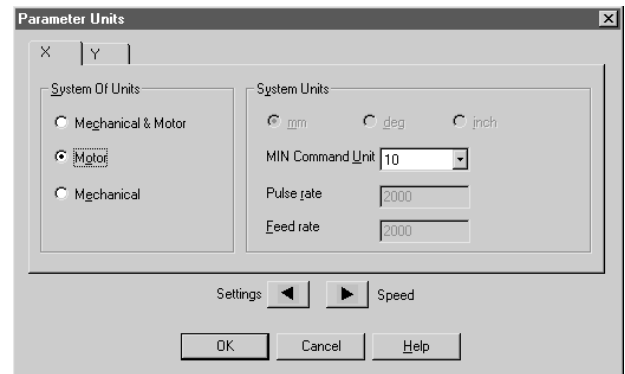 Parameter Units
X Y
System Of Units
Mechanical & Motor
Motor
Mechanical
System Units
mm deg inch
MIN Command Unit 10
Pulse rate 2000
Feed rate 2000
Settings Speed
OK Cancel Help